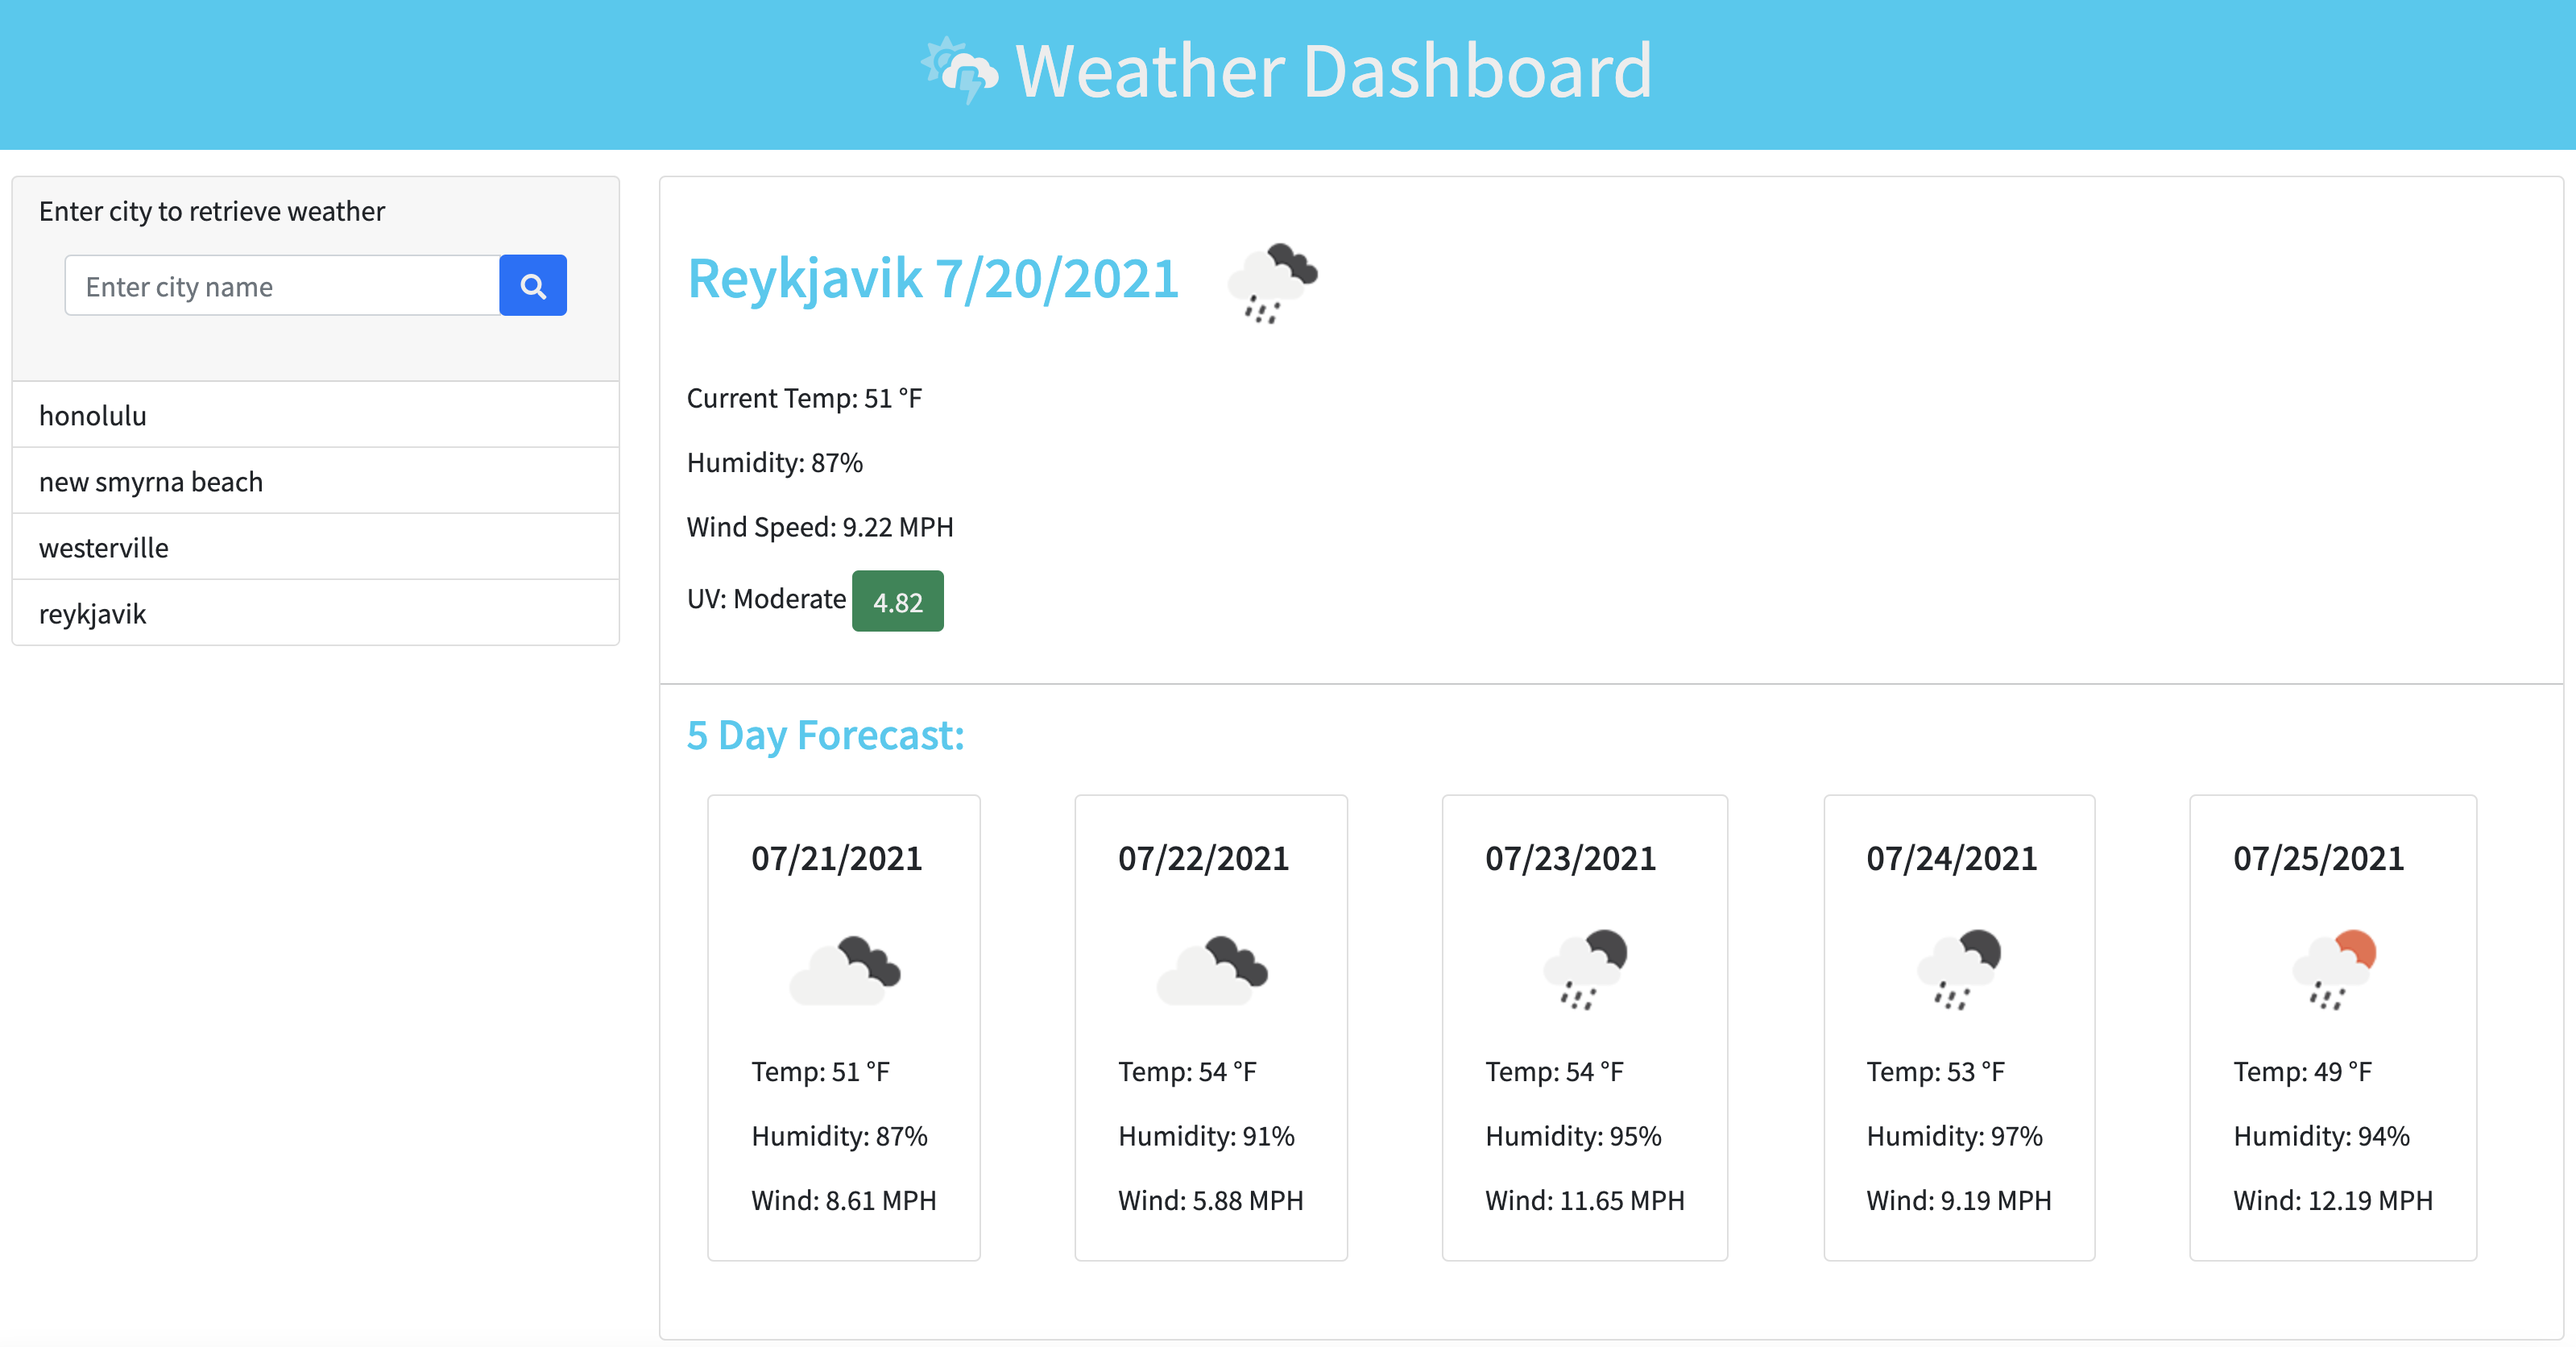 Weather Dashboard
Enter city to retrieve weather
Enter city name
honolulu
new smyrna beach
westerville
reykjavik
Reykjavik 7/20/2021
Current Temp: 51 °F
Humidity: 87%
Wind Speed: 9.22 MPH
UV: Moderate 4.82
5 Day Forecast:
07/21/2021
Temp: 51 °F
Humidity: 87%
Wind: 8.61 MPH
07/22/2021
Temp: 54 °F
Humidity: 91%
Wind: 5.88 MPH
07/23/2021
Temp: 54 °F
Humidity: 95%
Wind: 11.65 MPH
07/24/2021
Temp: 53 °F
Humidity: 97%
Wind: 9.19 MPH
07/25/2021
Temp: 49 °F
Humidity: 94%
Wind: 12.19 MPH